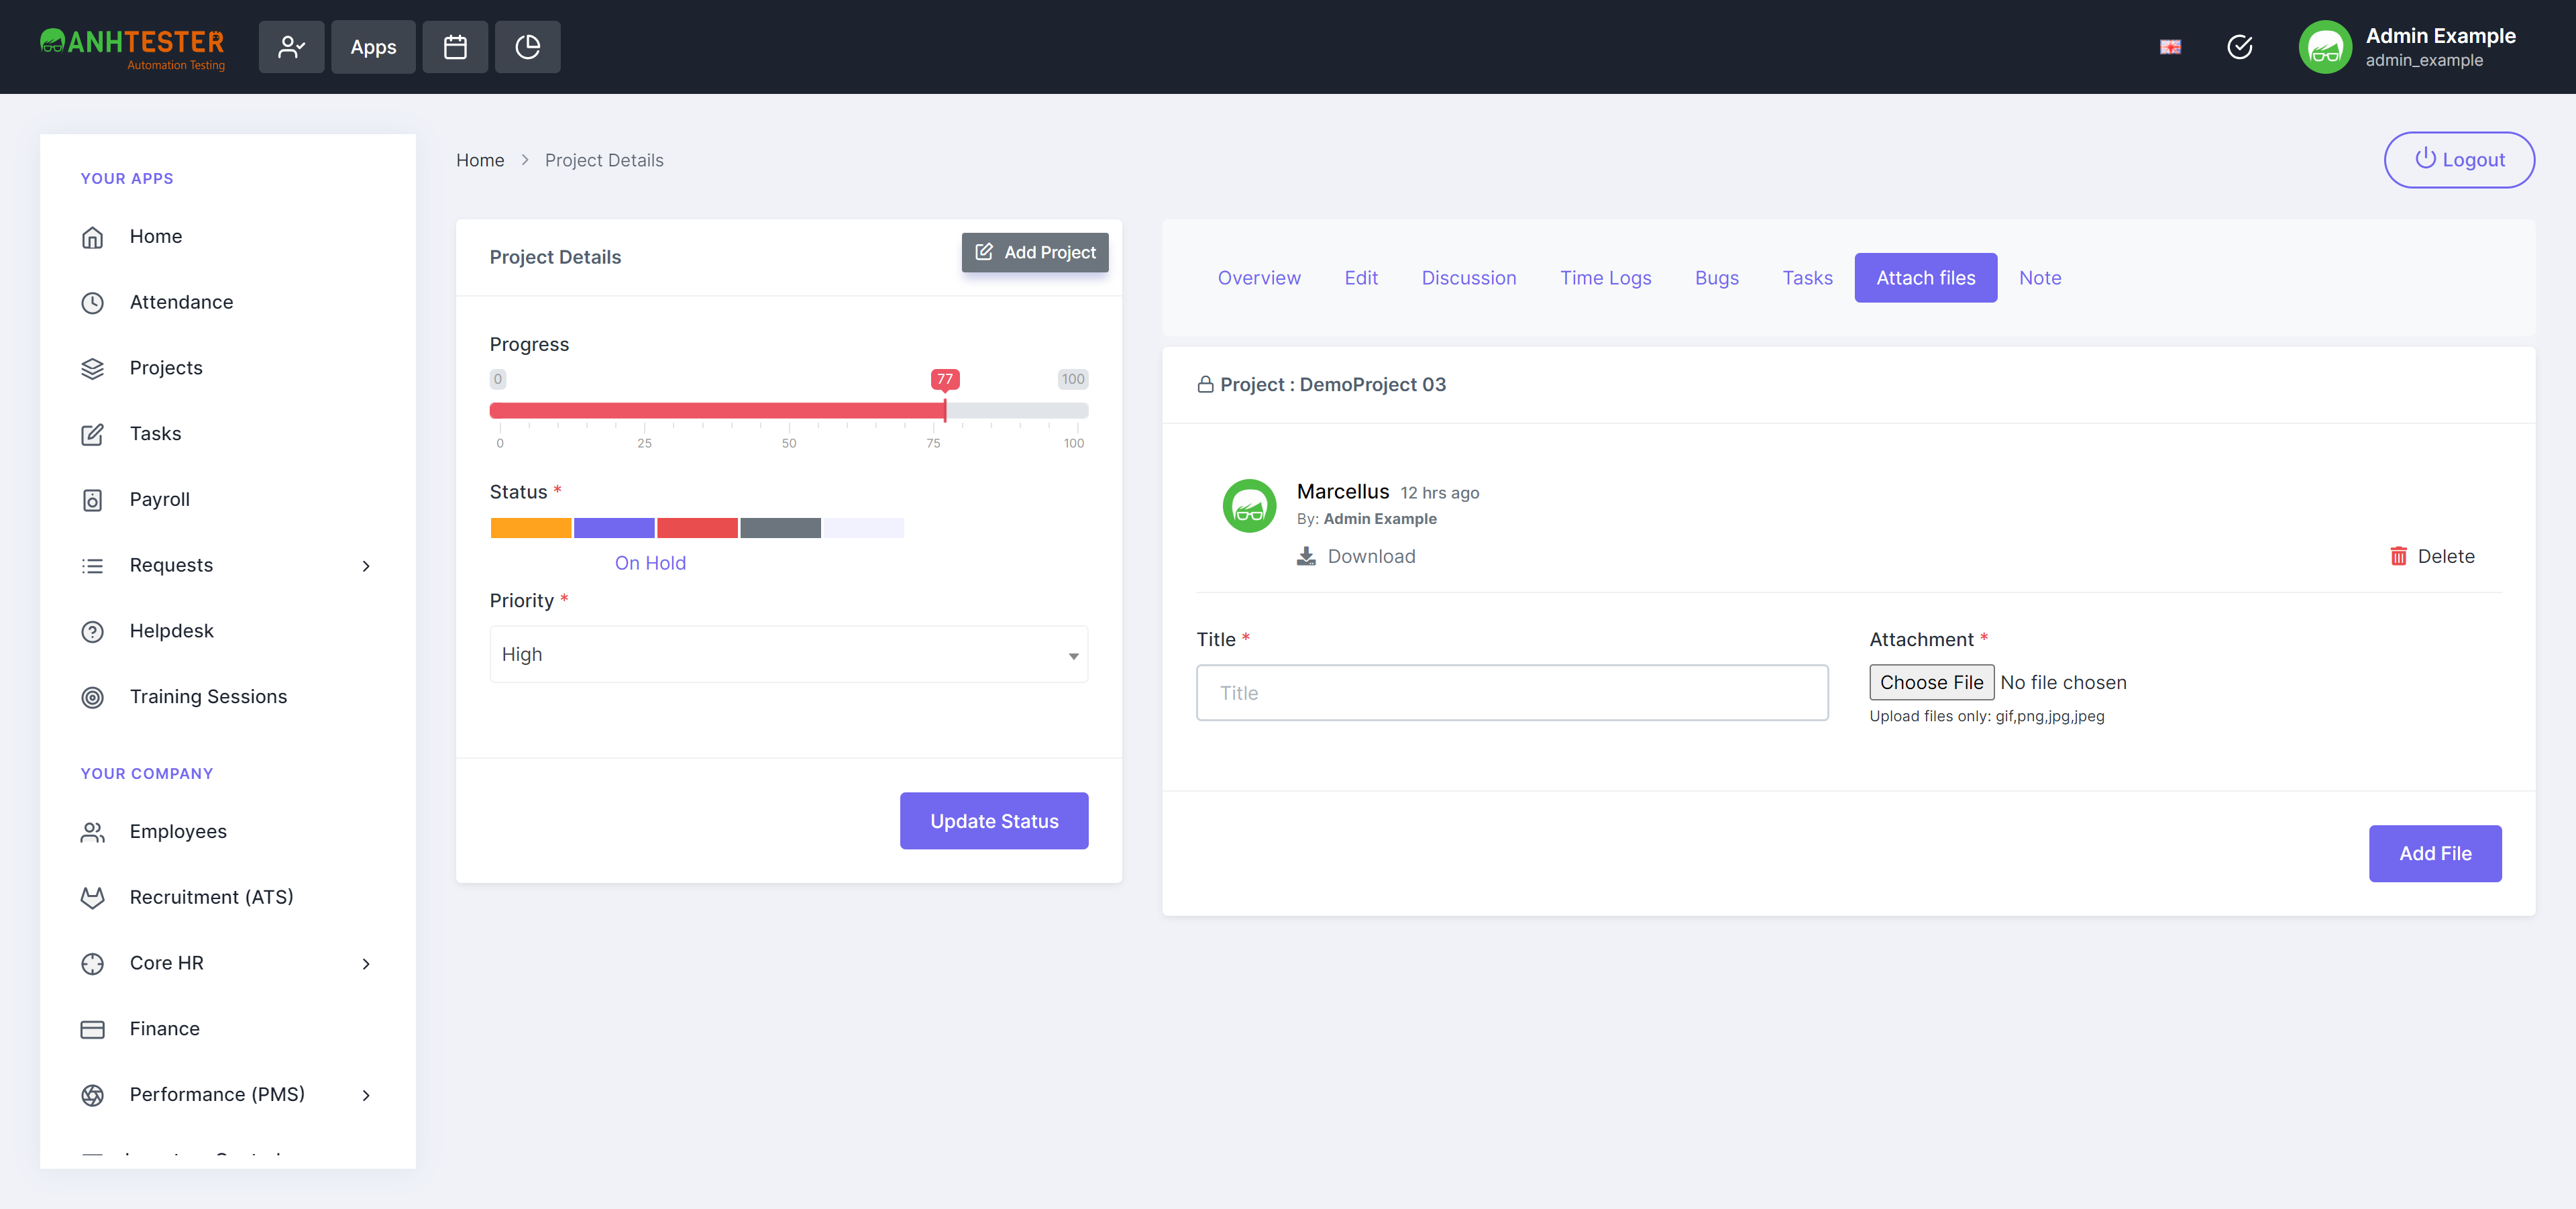 ANHTESTER
Automation Testing
Apps
Admin Example
admin_example
YOUR APPS
Home
Attendance
Projects
Tasks
Payroll
Requests
Helpdesk
Training Sessions
YOUR COMPANY
Employees
Recruitment (ATS)
Core HR
Finance
Performance (PMS)
Home > Project Details
Logout
Project Details
Add Project
Progress
0 77 100
0 25 50 75 100
Status *
On Hold
Priority *
High
Update Status
Overview Edit Discussion Time Logs Bugs Tasks Attach files Note
Project : DemoProject 03
Marcellus 12 hrs ago
By: Admin Example
Download
Delete
Title *
Title
Attachment *
Choose File No file chosen
Upload files only: gif,png,jpg,jpeg
Add File